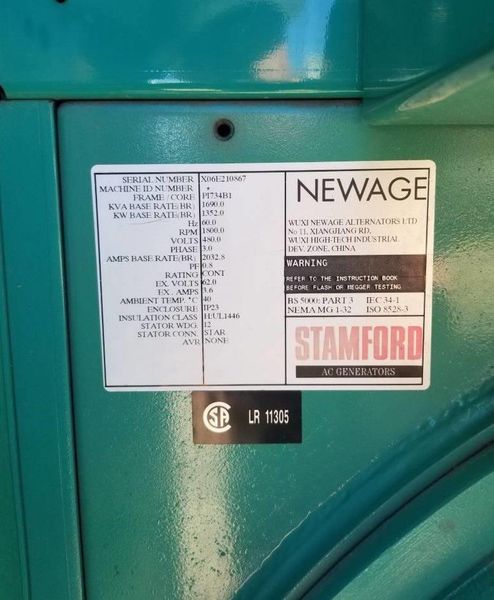 SERIAL NUMBER X06E210867
MACHINE ID NUMBER
FRAME / CORE PI734B1
KVA BASE RATE(BR) 1690.0
KW BASE RATE(BR) 1352.0
Hz 60.0
RPM 1800.0
VOLTS 480.0
PHASE 3.0
AMPS BASE RATE(BR) 2032.8
PF 0.8
RATING CONT
EX. VOLTS 62.0
EX. AMPS 3.6
AMBIENT TEMP. °C 40
ENCLOSURE IP23
INSULATION CLASS H:UL1446
STATOR WDG. 12
STATOR CONN. STAR
AVR NONE
NEWAGE
WUXI NEWAGE ALTERNATORS LTD
No 11, XIANGJIANG RD.
WUXI HIGH-TECH INDUSTRIAL
DEV. ZONE, CHINA
WARNING
REFER TO THE INSTRUCTION BOOK
BEFORE FLASH OR MEGGER TESTING
BS 5000: PART 3 IEC 34-1
NEMA MG 1-32 ISO 8528-3
STAMFORD
AC GENERATORS
CSA LR 11305